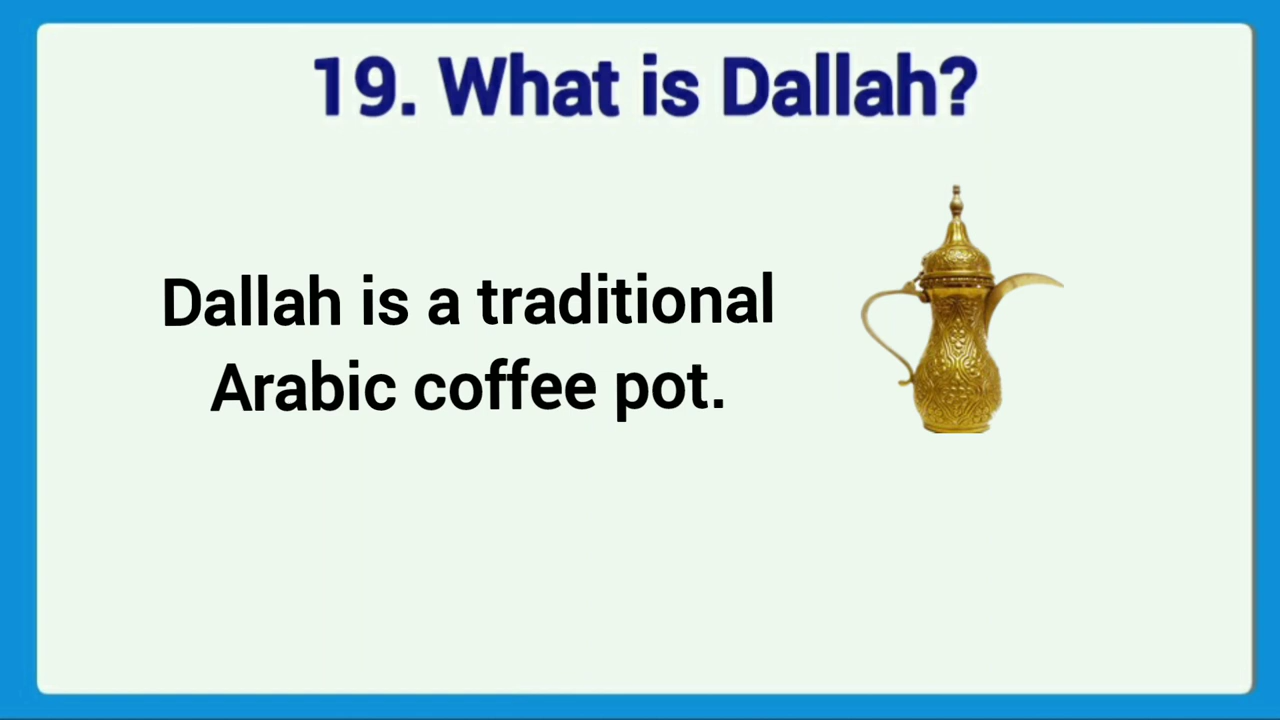 19. What is Dallah?
Dallah is a traditional
Arabic coffee pot.